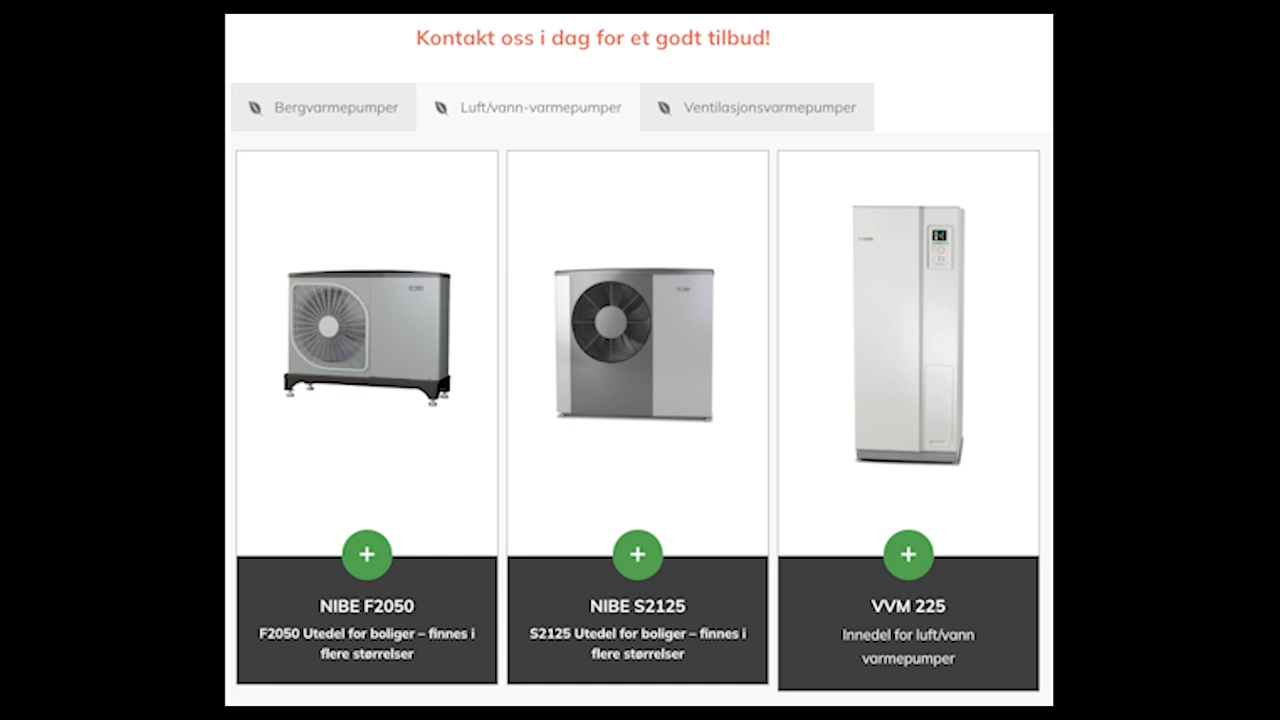 Kontakt oss i dag for et godt tilbud!
Bergvarmepumper
Luft/vann-varmepumper
Ventilasjonsvarmepumper
NIBE F2050
F2050 Utedel for boliger – finnes i
flere størrelser
NIBE S2125
S2125 Utedel for boliger – finnes i
flere størrelser
VVM 225
Innedel for luft/vann
varmepumper